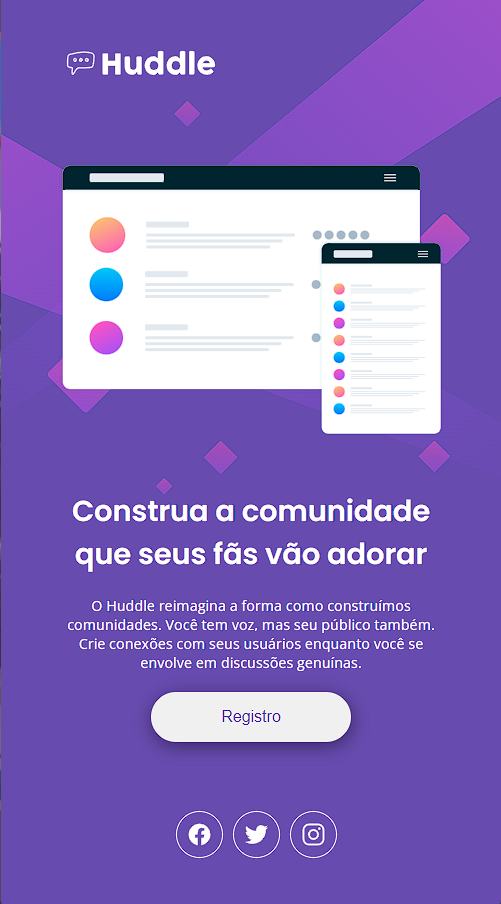 Huddle
Construa a comunidade
que seus fãs vão adorar
O Huddle reimagina a forma como construímos
comunidades. Você tem voz, mas seu público também.
Crie conexões com seus usuários enquanto você se
envolve em discussões genuínas.
Registro